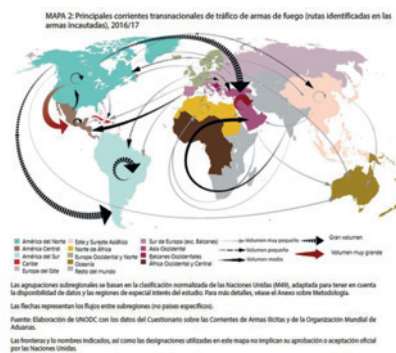 MAPA 2: Principales corrientes transnacionales de tráfico de armas de fuego (rutas identificadas en las
armas incautadas), 2016/17
América del Norte
América Central
América del Sur
Caribe
Europa del Este
Este y Sureste Asiático
Norte de África
Europa Occidental y Norte
Oceanía
Resto del mundo
Sur de Europa (exc. Balcanes)
Asia Occidental
Balcanes Occidentales
África Occidental y Central
Volumen muy pequeño
Volumen pequeño
Volumen medio
Gran volumen
Volumen muy grande
Las agrupaciones subregionales se basan en la clasificación normalizada de las Naciones Unidas (M49), adaptada para tener en cuenta
la disponibilidad de datos y las regiones de especial interés del estudio. Para más detalles, véase el Anexo sobre Metodología.
Las flechas representan los flujos entre subregiones (no países específicos).
Fuente: Elaboración de UNODC con los datos del Cuestionario sobre las Corrientes de Armas Ilícitas y de la Organización Mundial de
Aduanas.
Las fronteras y lo nombres indicados, así como las designaciones utilizadas en este mapa no implican su aprobación o aceptación oficial
por las Naciones Unidas.